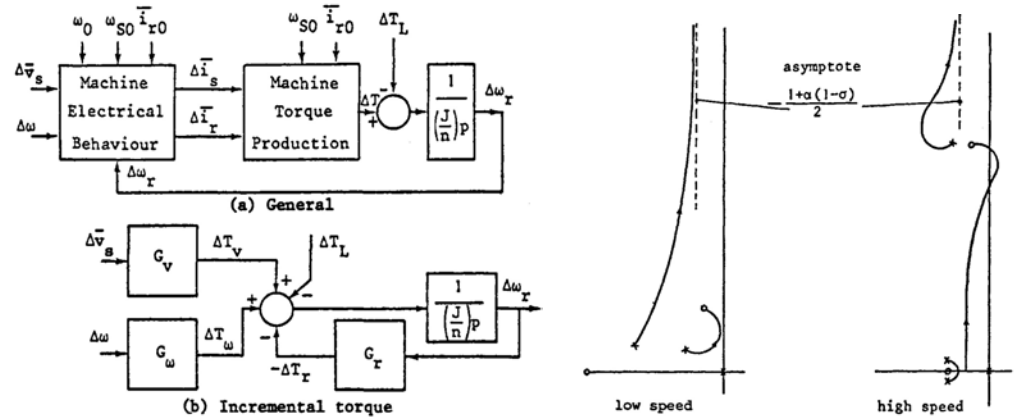 ω0 ωS0 i̅r0
ωS0 i̅r0
ΔTL
Δv̅s
Δω
Machine
Electrical
Behaviour
Δi̅s
Δi̅r
Machine
Torque
Production
ΔT
-
+
1
(J/n)p
Δωr
Δωr
(a) General
Δv̅s
Gv
ΔTv
ΔTL
+
-
+
-
1
(J/n)p
Δωr
Δω
Gω
ΔTω
-ΔTr
Gr
(b) Incremental torque
asymptote
- 1+α(1-σ)
2
low speed
high speed